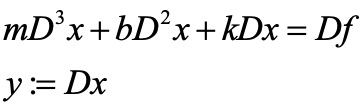 mD³x + bD²x + kDx = Df
y := Dx